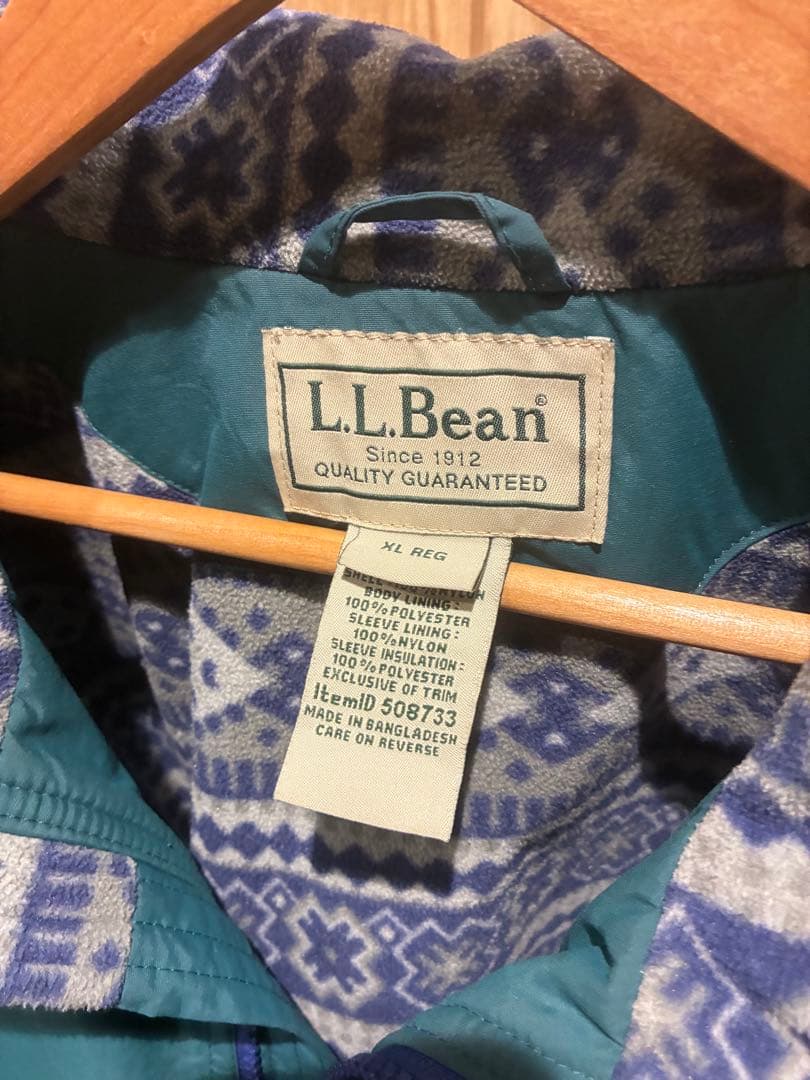 L.L.Bean®
Since 1912
QUALITY GUARANTEED
XL REG
BODY LINING:
100% POLYESTER
SLEEVE LINING:
100% NYLON
SLEEVE INSULATION:
100% POLYESTER
EXCLUSIVE OF TRIM
ItemID 508733
MADE IN BANGLADESH
CARE ON REVERSE